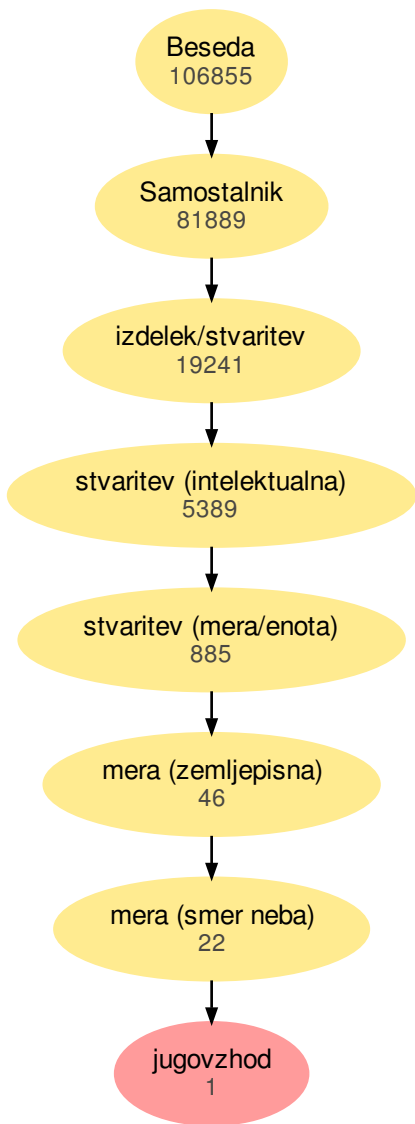 Beseda
106855
Samostalnik
81889
izdelek/stvaritev
19241
stvaritev (intelektualna)
5389
stvaritev (mera/enota)
885
mera (zemljepisna)
46
mera (smer neba)
22
jugovzhod
1